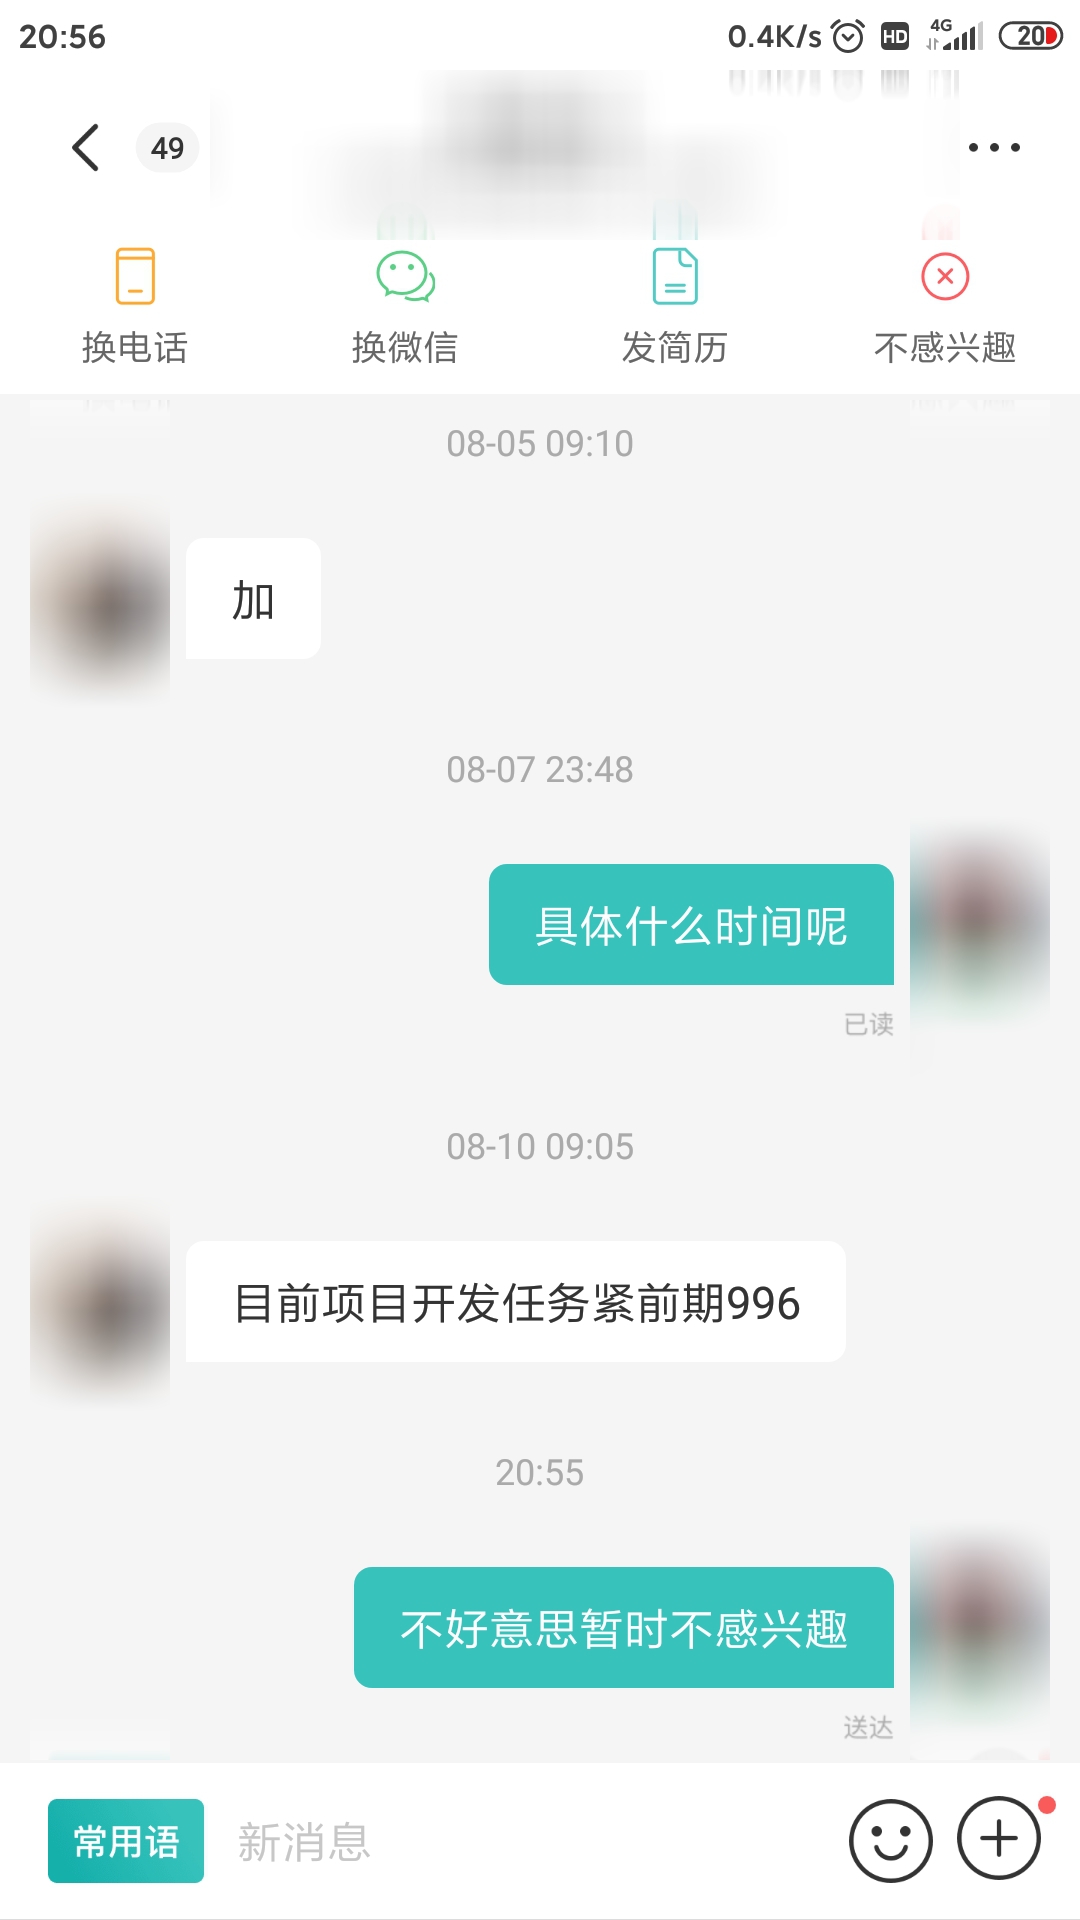 20:56
0.4K/s HD 4G 20
49
换电话 换微信 发简历 不感兴趣
08-05 09:10
加
08-07 23:48
具体什么时间呢
已读
08-10 09:05
目前项目开发任务紧前期996
20:55
不好意思暂时不感兴趣
送达
常用语 新消息